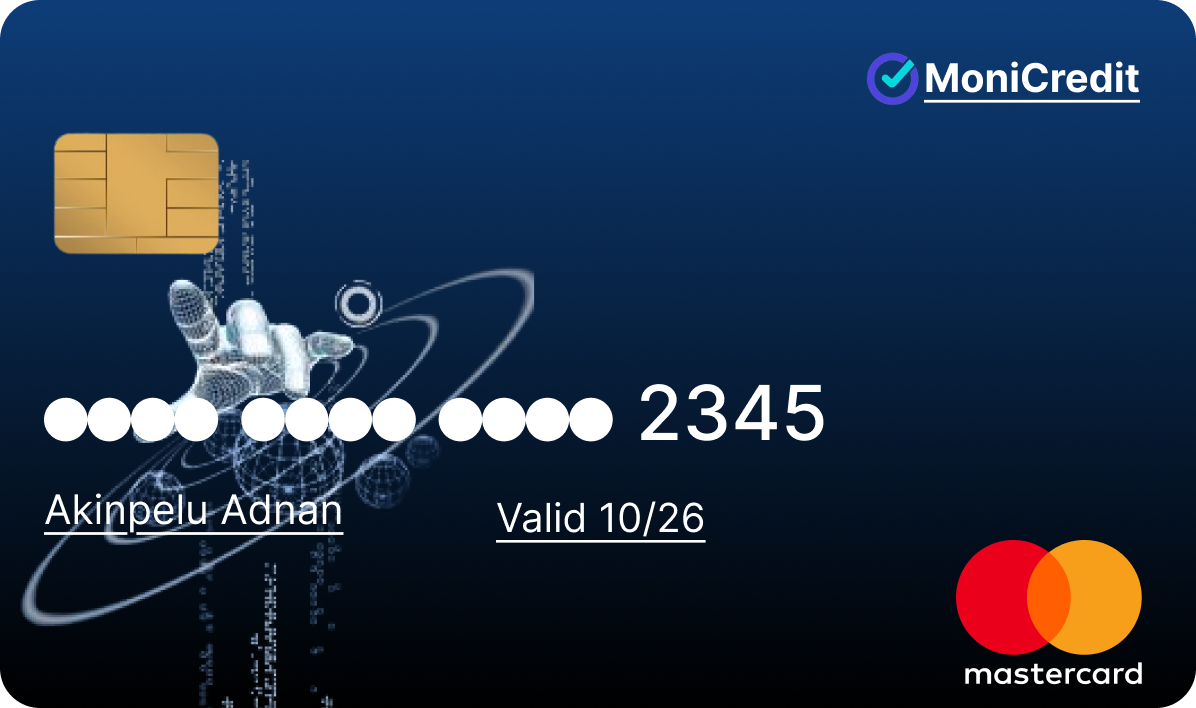 MoniCredit
●●●● ●●●● ●●●● 2345
Akinpelu Adnan
Valid 10/26
mastercard